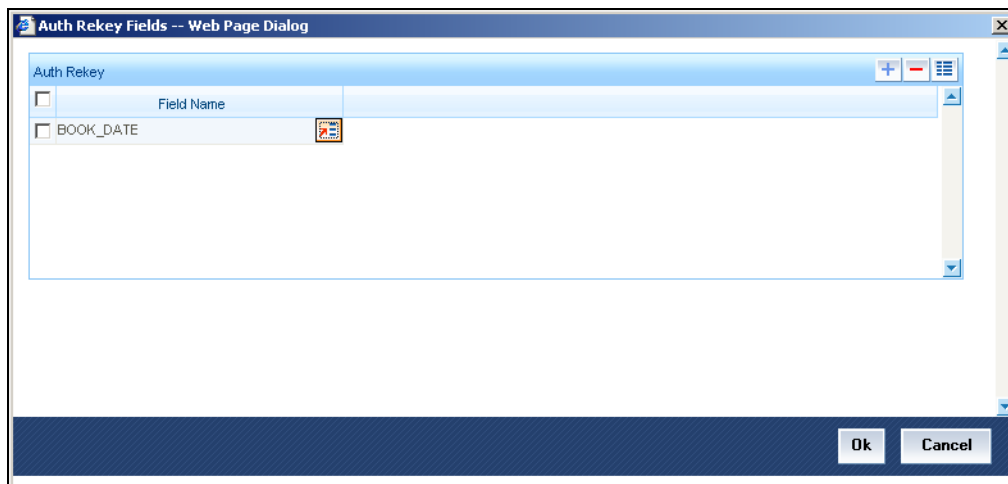 Auth Rekey Fields -- Web Page Dialog
Auth Rekey
Field Name
BOOK_DATE
Ok Cancel